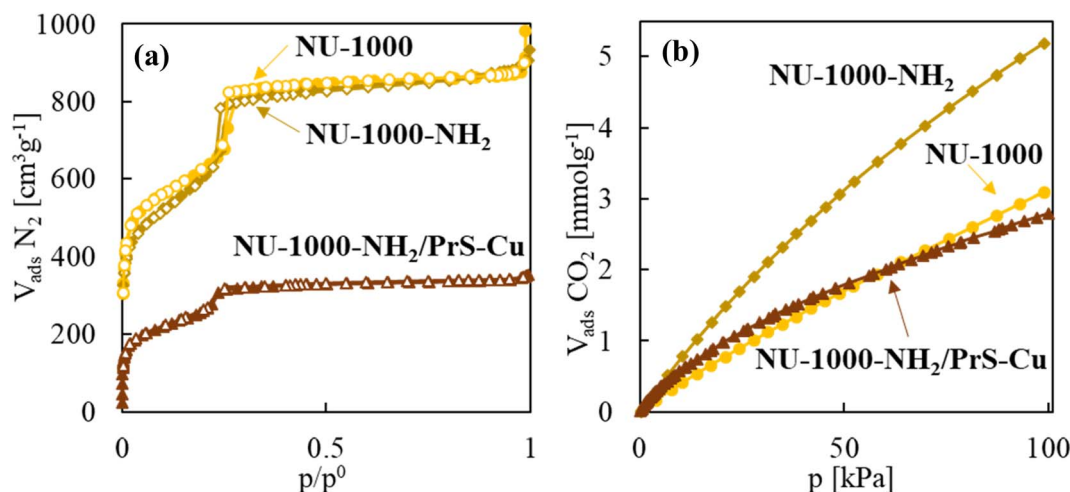 (a)
1000
800
600
400
200
0
V_ads N₂ [cm³g⁻¹]
NU-1000
NU-1000-NH₂
NU-1000-NH₂/PrS-Cu
0
0.5
1
p/p⁰
(b)
5
4
3
2
1
0
V_ads CO₂ [mmolg⁻¹]
NU-1000-NH₂
NU-1000
NU-1000-NH₂/PrS-Cu
0
50
100
p [kPa]